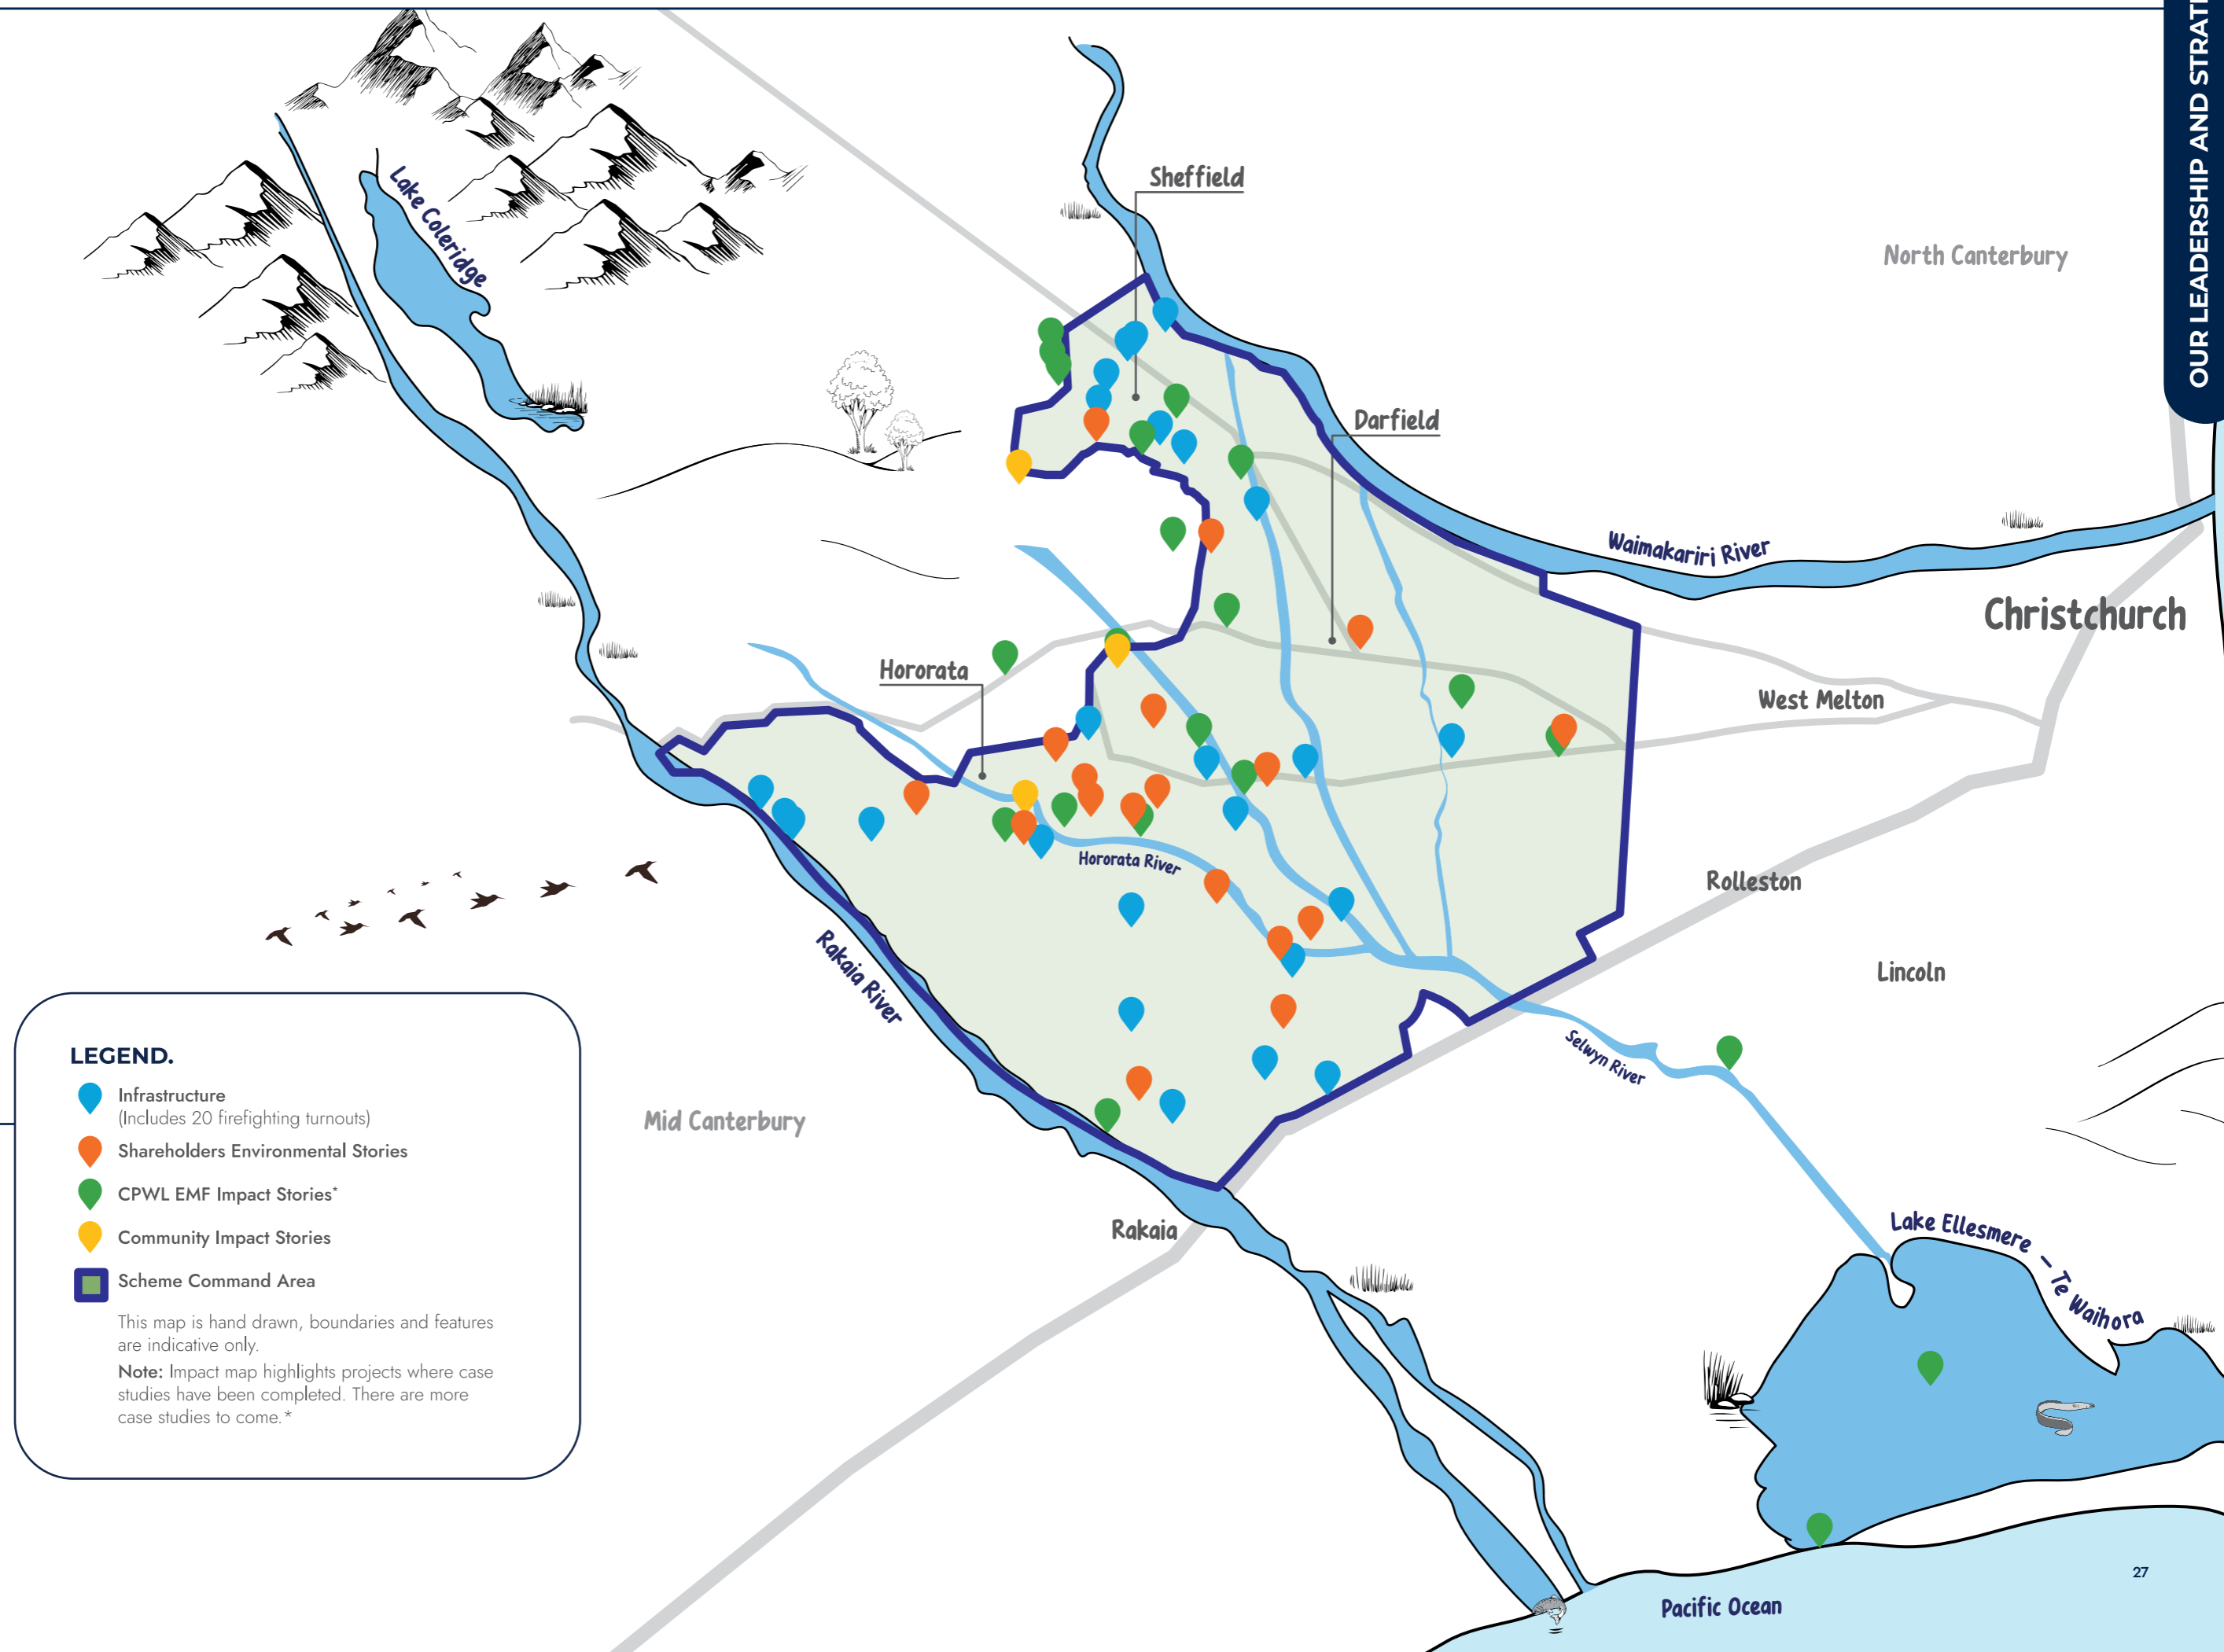 OUR LEADERSHIP AND STRAT
Lake Coleridge
Sheffield
North Canterbury
Darfield
Waimakariri River
Christchurch
Hororata
West Melton
Hororata River
Rolleston
Rakaia River
Lincoln
Selwyn River
Mid Canterbury
Rakaia
Lake Ellesmere – Te Waihora
Pacific Ocean
LEGEND.
Infrastructure
(Includes 20 firefighting turnouts)
Shareholders Environmental Stories
CPWL EMF Impact Stories*
Community Impact Stories
Scheme Command Area
This map is hand drawn, boundaries and features
are indicative only.
Note: Impact map highlights projects where case
studies have been completed. There are more
case studies to come.*
27